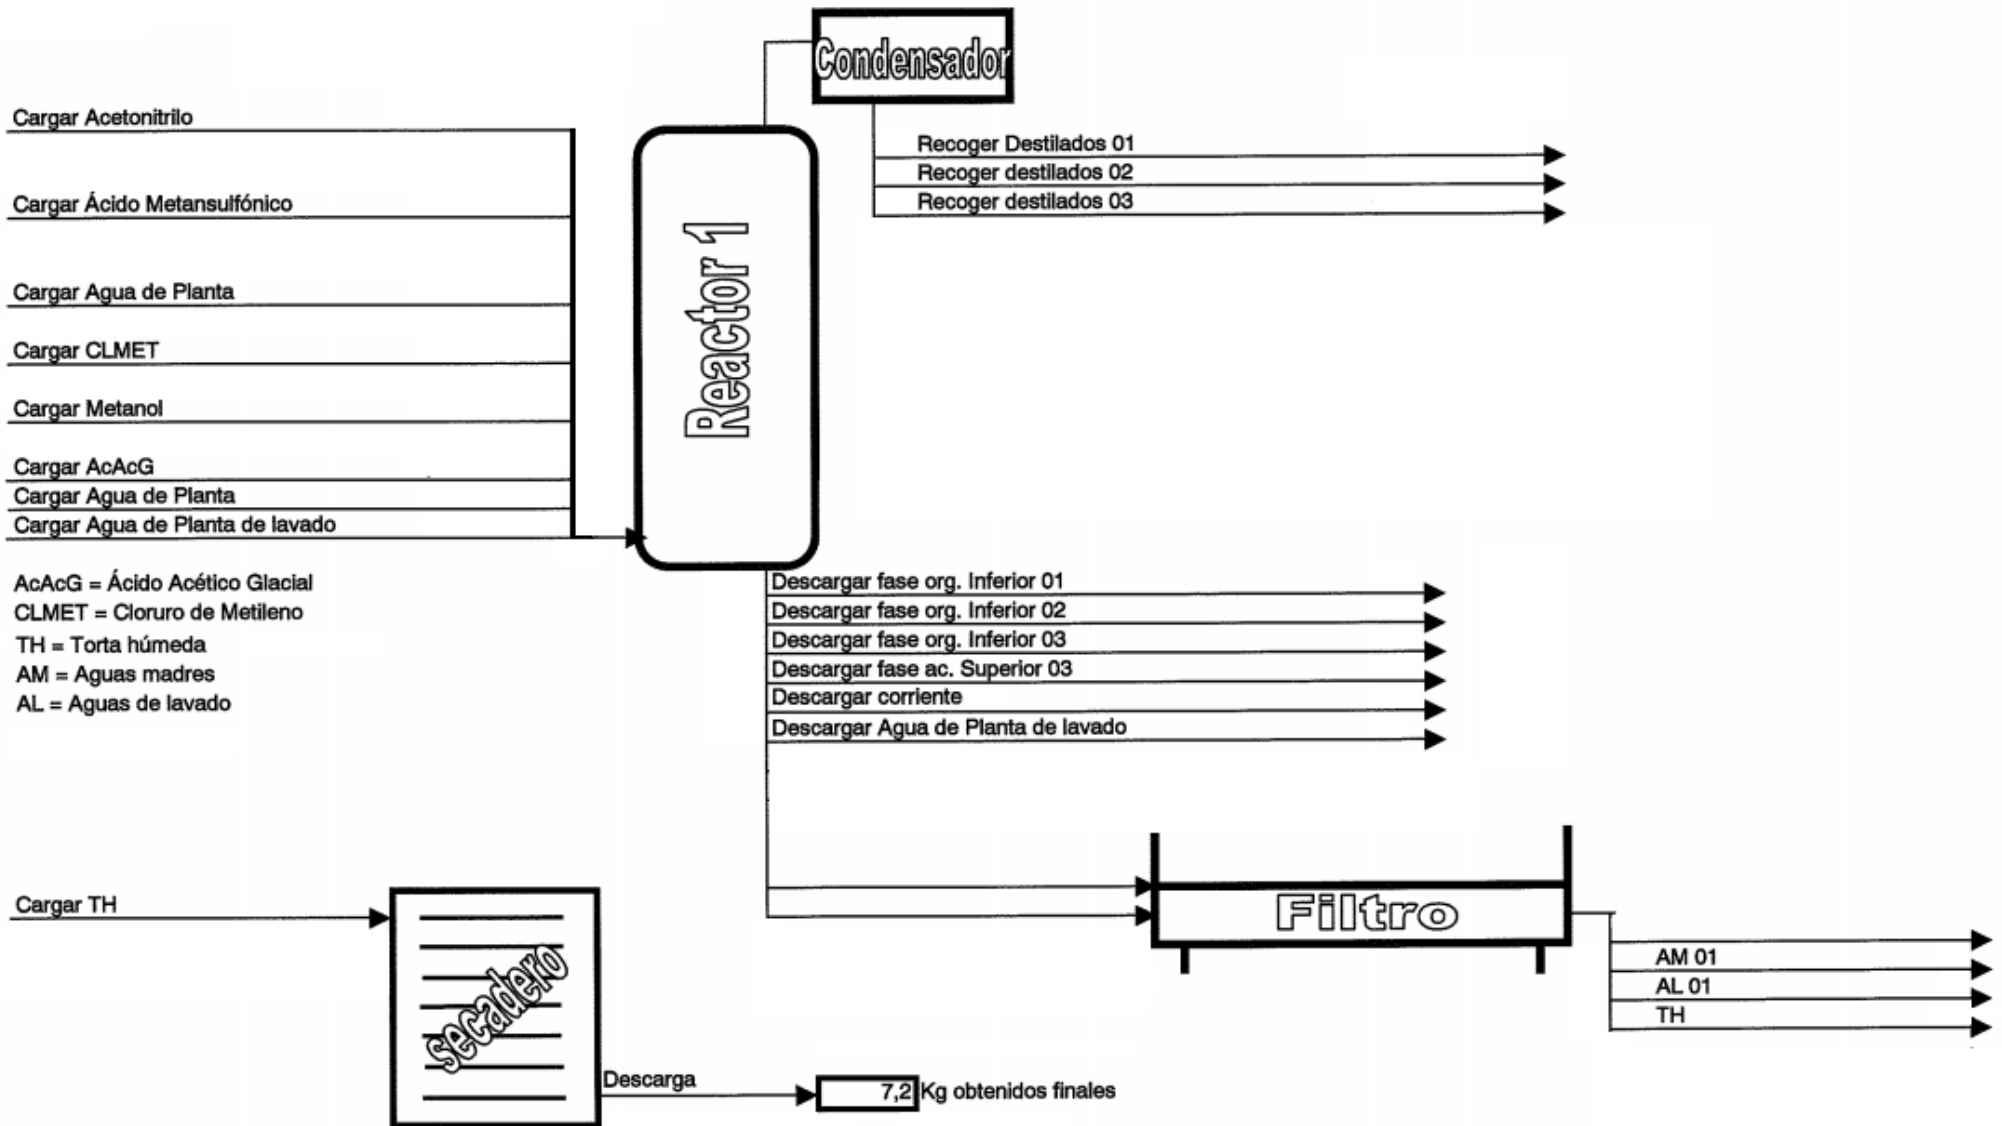 Condensador
Cargar Acetonitrilo
Recoger Destilados 01
Recoger destilados 02
Cargar Ácido Metansulfónico
Recoger destilados 03
Reactor 1
Cargar Agua de Planta
Cargar CLMET
Cargar Metanol
Cargar AcAcG
Cargar Agua de Planta
Cargar Agua de Planta de lavado
AcAcG = Ácido Acético Glacial
CLMET = Cloruro de Metileno
TH = Torta húmeda
AM = Aguas madres
AL = Aguas de lavado
Descargar fase org. Inferior 01
Descargar fase org. Inferior 02
Descargar fase org. Inferior 03
Descargar fase ac. Superior 03
Descargar corriente
Descargar Agua de Planta de lavado
Cargar TH
secadero
Filtro
AM 01
AL 01
TH
Descarga
7,2 Kg obtenidos finales